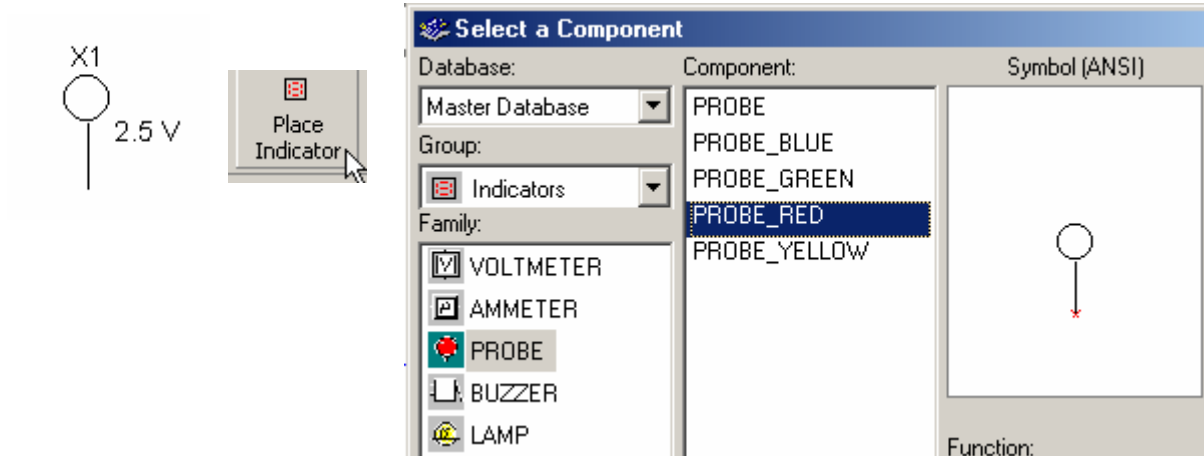 X1
2.5 V
Place
Indicator
Select a Component
Database:
Master Database
Group:
Indicators
Family:
VOLTMETER
AMMETER
PROBE
BUZZER
LAMP
Component:
PROBE
PROBE_BLUE
PROBE_GREEN
PROBE_RED
PROBE_YELLOW
Symbol (ANSI)
Function: